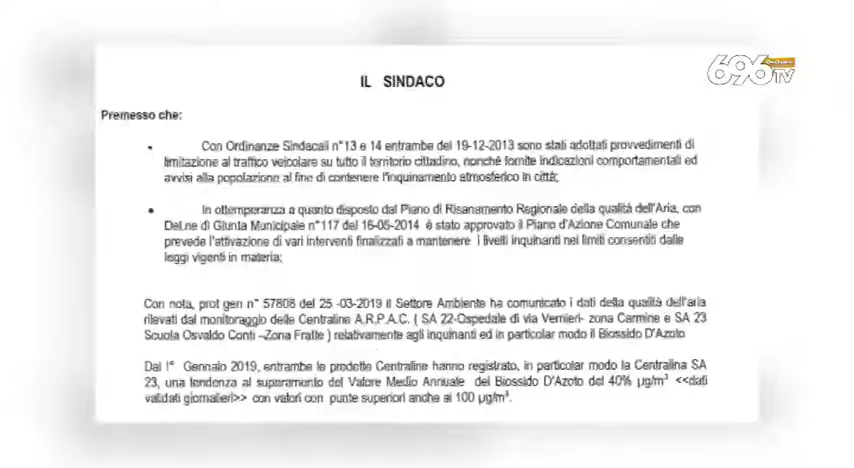 696 TV
IL SINDACO
Premesso che:
• Con Ordinanze Sindacali n°13 e 14 entrambe del 19-12-2013 sono stati adottati provvedimenti di
limitazione al traffico veicolare su tutto il territorio cittadino, nonché fornite indicazioni comportamentali ed
avvisi alla popolazione al fine di contenere l'inquinamento atmosferico in città;
• In ottemperanza a quanto disposto dal Piano di Risanamento Regionale della qualità dell'Aria, con
Del.ne di Giunta Municipale n°117 del 16-05-2014 è stato approvato il Piano d'Azione Comunale che
prevede l'attivazione di vari interventi finalizzati a mantenere i livelli inquinanti nei limiti consentiti dalle
leggi vigenti in materia;
Con nota, prot gen n° 57808 del 25 -03-2019 il Settore Ambiente ha comunicato i dati della qualità dell'aria
rilevati dal monitoraggio delle Centraline A.R.P.A.C. ( SA 22-Ospedale di via Vernieri- zona Carmine e SA 23
Scuola Osvaldo Conti –Zona Fratte ) relativamente agli inquinanti ed in particolar modo il Biossido D'Azoto
Dal 1° Gennaio 2019, entrambe le predette Centraline hanno registrato, in particolar modo la Centralina SA
23, una tendenza al superamento del Valore Medio Annuale del Biossido D'Azoto del 40% µg/m³ <<dati
validati giornalieri>> con valori con punte superiori anche ai 100 µg/m³.